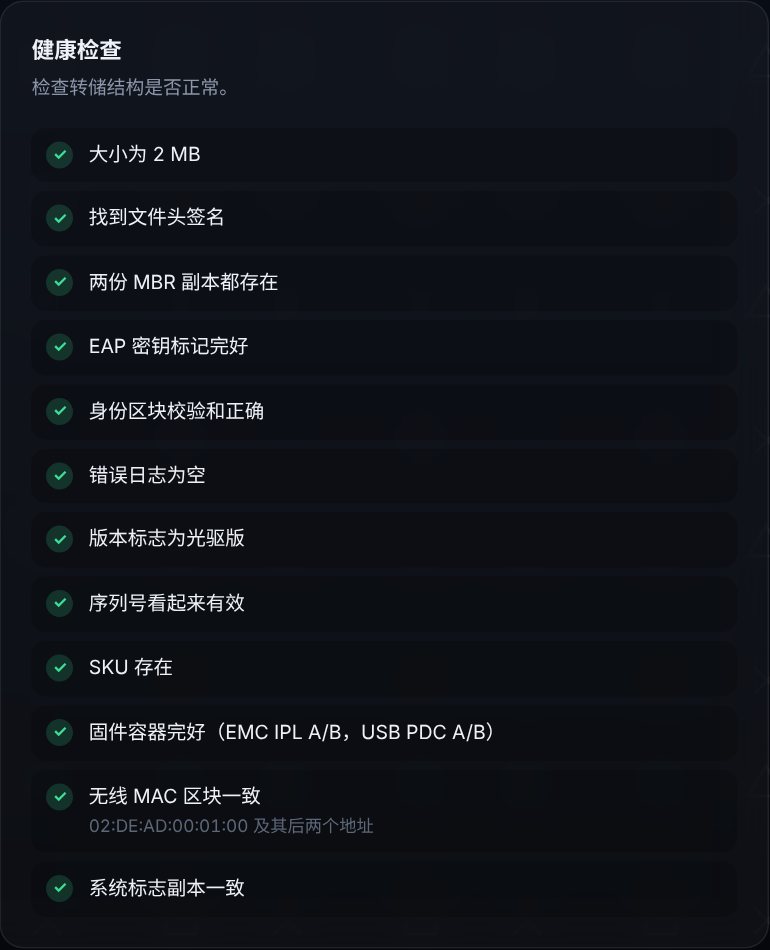 健康检查
检查转储结构是否正常。
大小为 2 MB
找到文件头签名
两份 MBR 副本都存在
EAP 密钥标记完好
身份区块校验和正确
错误日志为空
版本标志为光驱版
序列号看起来有效
SKU 存在
固件容器完好（EMC IPL A/B，USB PDC A/B）
无线 MAC 区块一致
02:DE:AD:00:01:00 及其后两个地址
系统标志副本一致